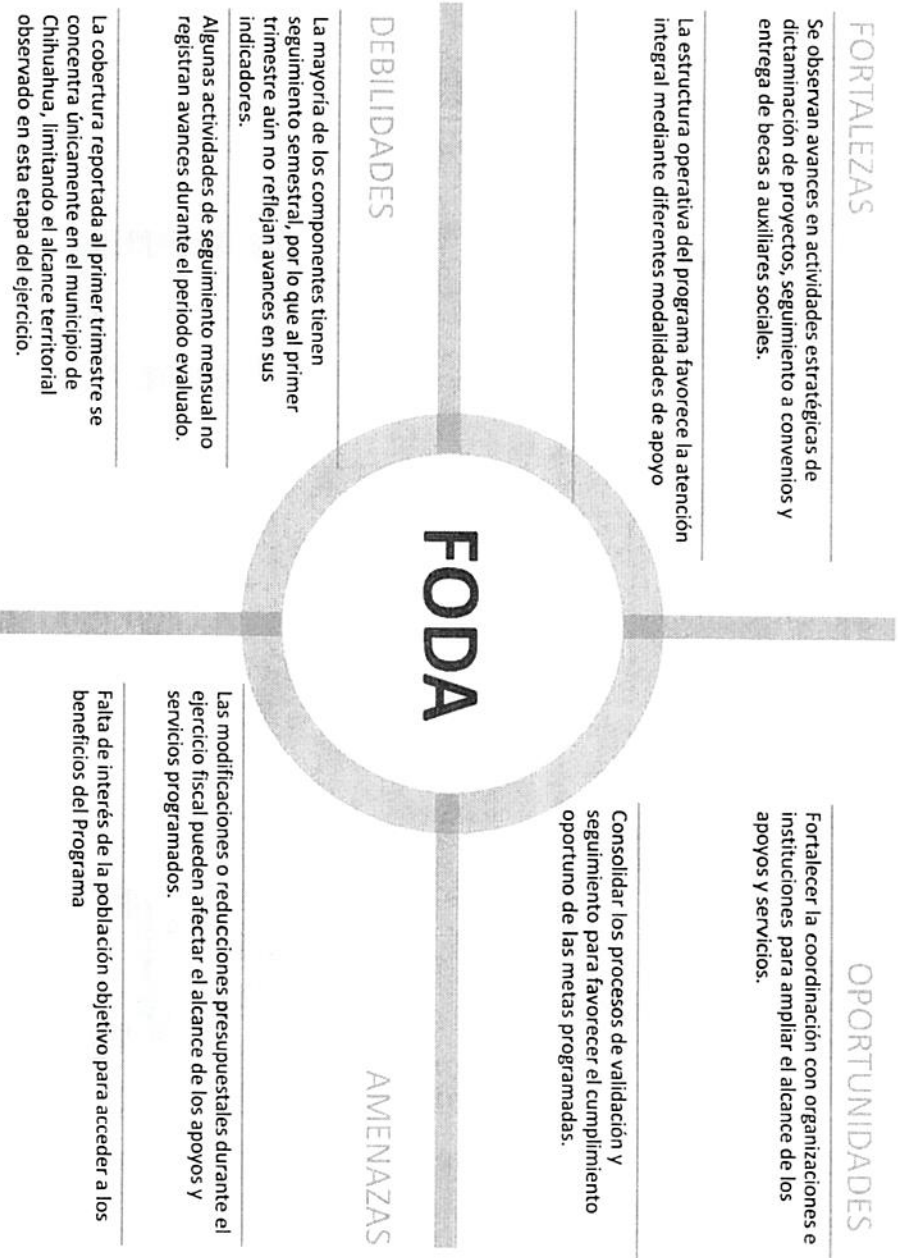 FORTALEZAS
Se observan avances en actividades estratégicas de
dictaminación de proyectos, seguimiento a convenios y
entrega de becas a auxiliares sociales.
La estructura operativa del programa favorece la atención
integral mediante diferentes modalidades de apoyo
OPORTUNIDADES
Fortalecer la coordinación con organizaciones e
instituciones para ampliar el alcance de los
apoyos y servicios.
Consolidar los procesos de validación y
seguimiento para favorecer el cumplimiento
oportuno de las metas programadas.
FODA
DEBILIDADES
La mayoría de los componentes tienen
seguimiento semestral, por lo que al primer
trimestre aún no reflejan avances en sus
indicadores.
Algunas actividades de seguimiento mensual no
registran avances durante el periodo evaluado.
La cobertura reportada al primer trimestre se
concentra únicamente en el municipio de
Chihuahua, limitando el alcance territorial
observado en esta etapa del ejercicio.
AMENAZAS
Las modificaciones o reducciones presupuestales durante el
ejercicio fiscal pueden afectar el alcance de los apoyos y
servicios programados.
Falta de interés de la población objetivo para acceder a los
beneficios del Programa